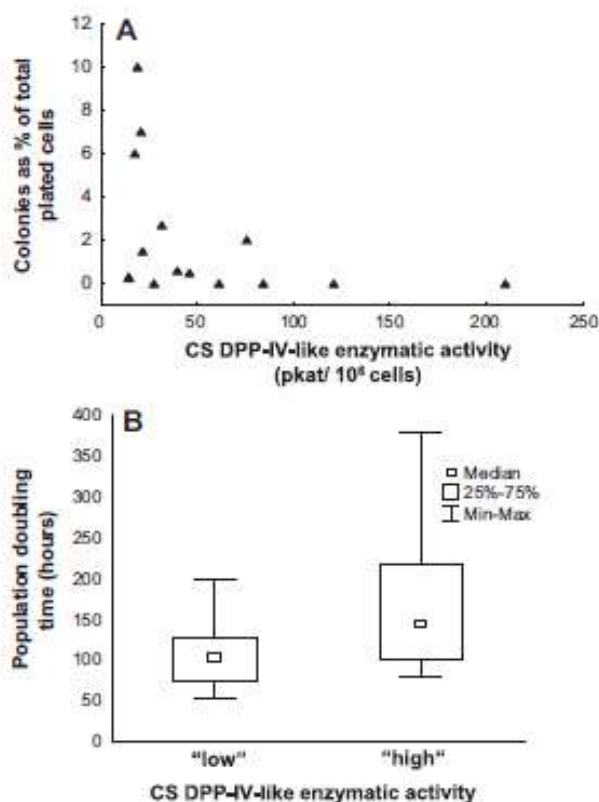 A
12
10
8
6
4
2
0
Colonies as % of total
plated cells
0 50 100 150 200 250
CS DPP-IV-like enzymatic activity
(pkat/ 10⁶ cells)
B
400
350
300
250
200
150
100
50
0
Population doubling
time (hours)
Median
25%-75%
Min-Max
"low" "high"
CS DPP-IV-like enzymatic activity